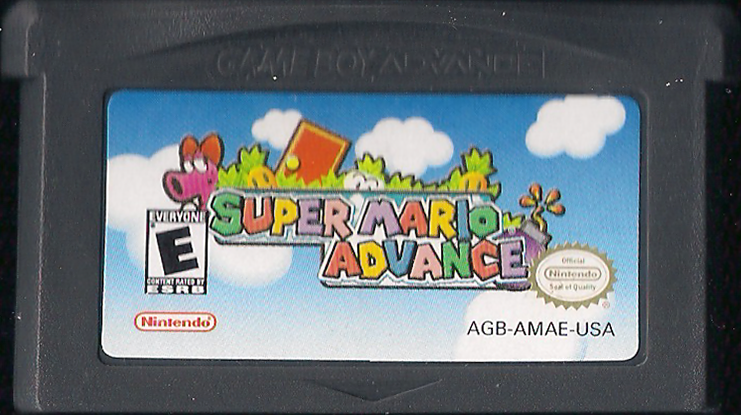 GAME BOY ADVANCE
SUPER MARIO
ADVANCE
EVERYONE
E
CONTENT RATED BY
ESRB
Official
Nintendo
Seal of Quality
®
Nintendo®
AGB-AMAE-USA